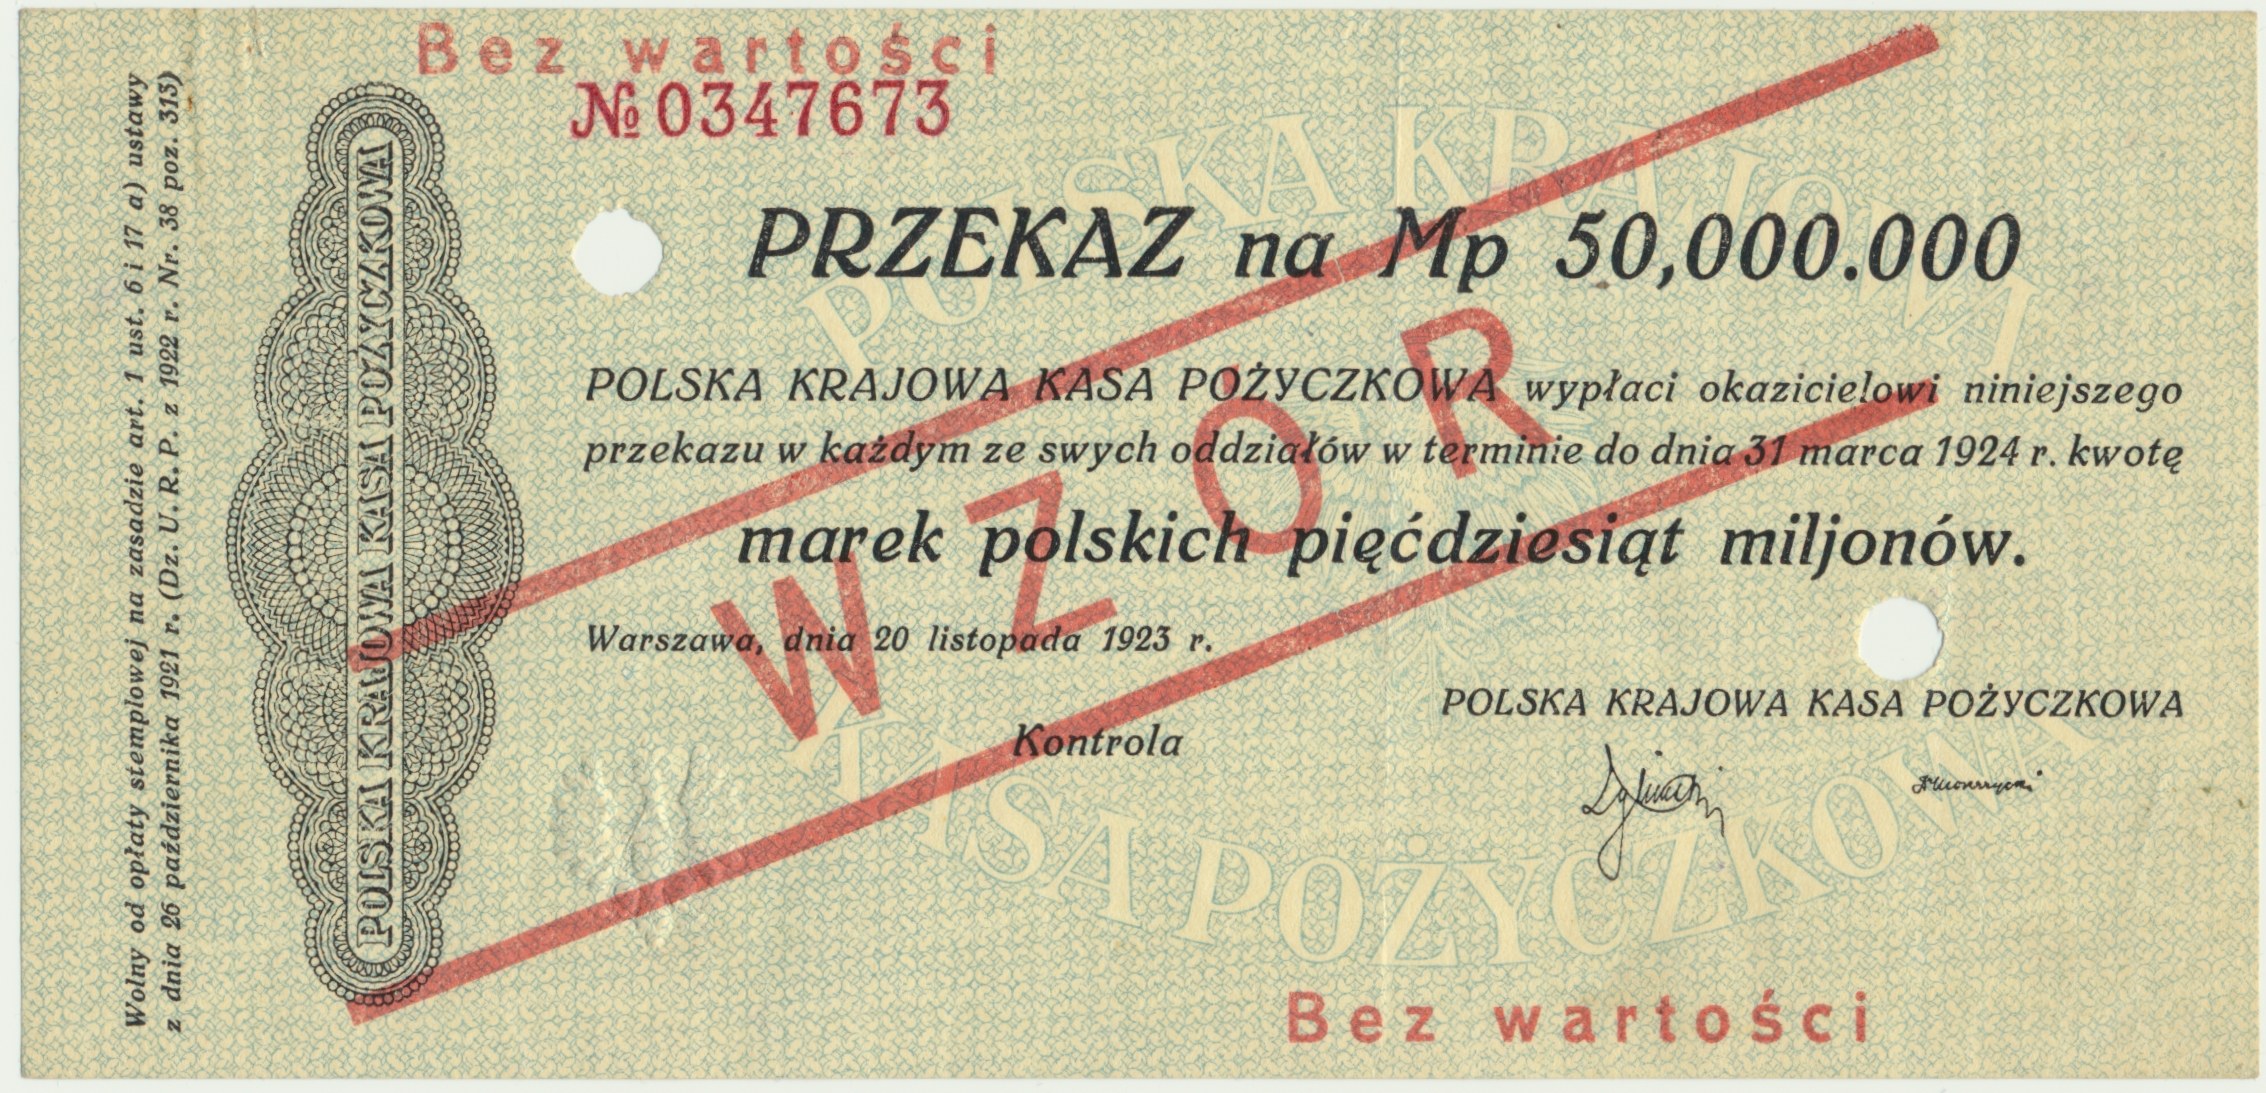 Bez wartości
№ 0347673
PRZEKAZ na Mp 50,000.000
POLSKA KRAJOWA KASA POŻYCZKOWA wypłaci okazicielowi niniejszego
przekazu w każdym ze swych oddziałów w terminie do dnia 31 marca 1924 r. kwotę
marek polskich pięćdziesiąt miljonów.
WZOR
Warszawa, dnia 20 listopada 1923 r.
POLSKA KRAJOWA KASA POŻYCZKOWA
Kontrola
Bez wartości
POLSKA KRAJOWA KASA POŻYCZKOWA
Wolny od opłaty stemplowej na zasadzie art. 1 ust. 6 i 17 a) ustawy
z dnia 26 października 1921 r. (Dz. U. R. P. z 1922 r. Nr. 38 poz. 313)
POLSKA KRAJOWA
KASA POŻYCZKOWA